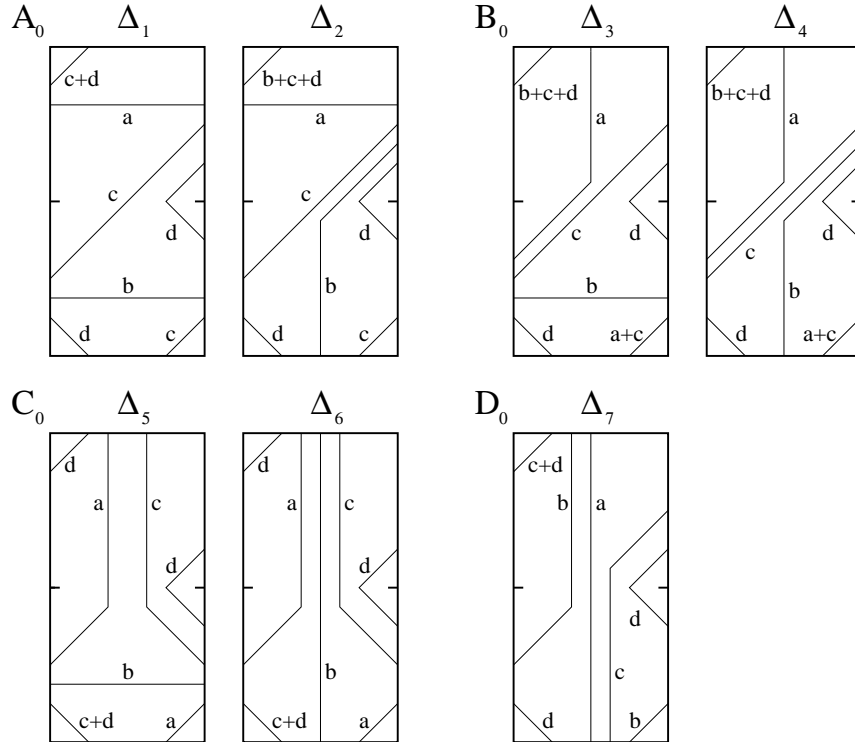 A₀ Δ₁ Δ₂ B₀ Δ₃ Δ₄
c+d b+c+d b+c+d b+c+d
a a a a
c c c c
d d d d
b b b b
d c d c d a+c d a+c
C₀ Δ₅ Δ₆ D₀ Δ₇
d d c+d
a c a c b a
d d d
b b c
c+d a c+d a d b